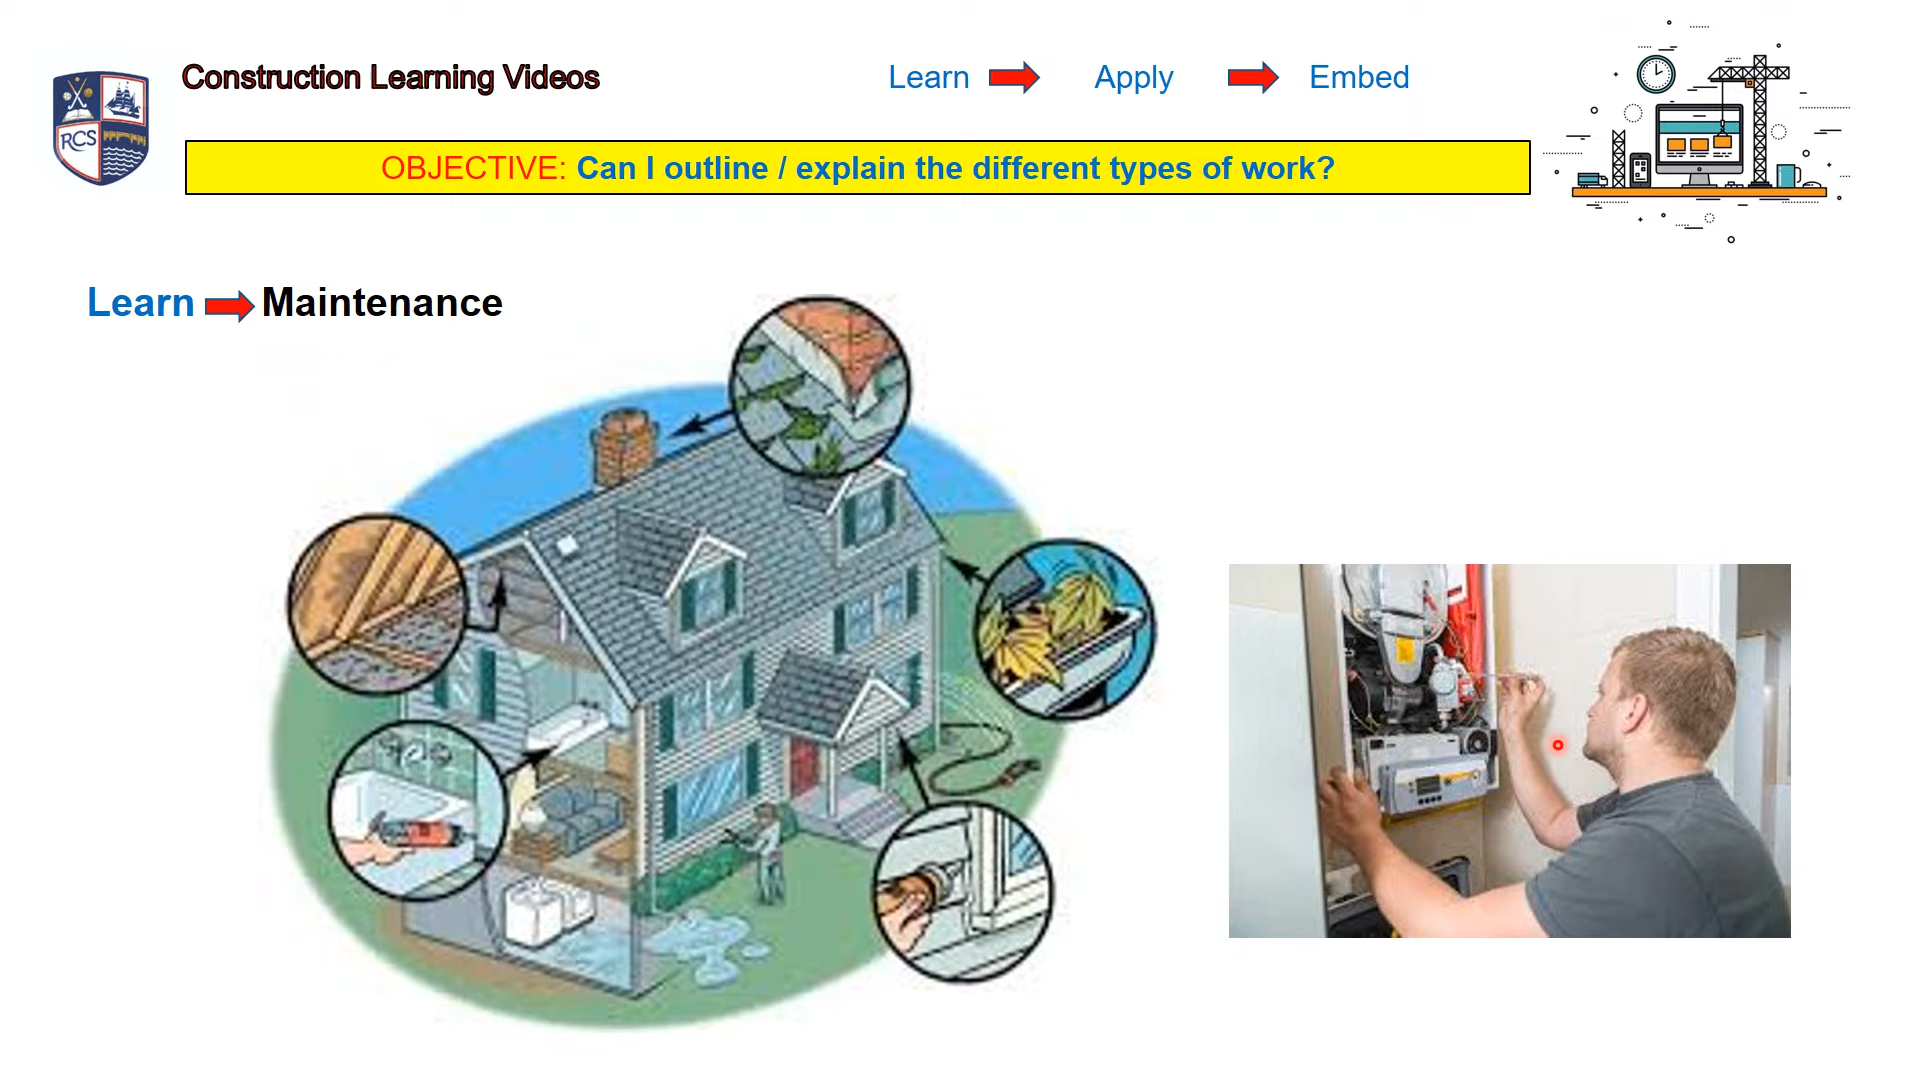 Construction Learning Videos
Learn Apply Embed
RCS
OBJECTIVE: Can I outline / explain the different types of work?
Learn Maintenance